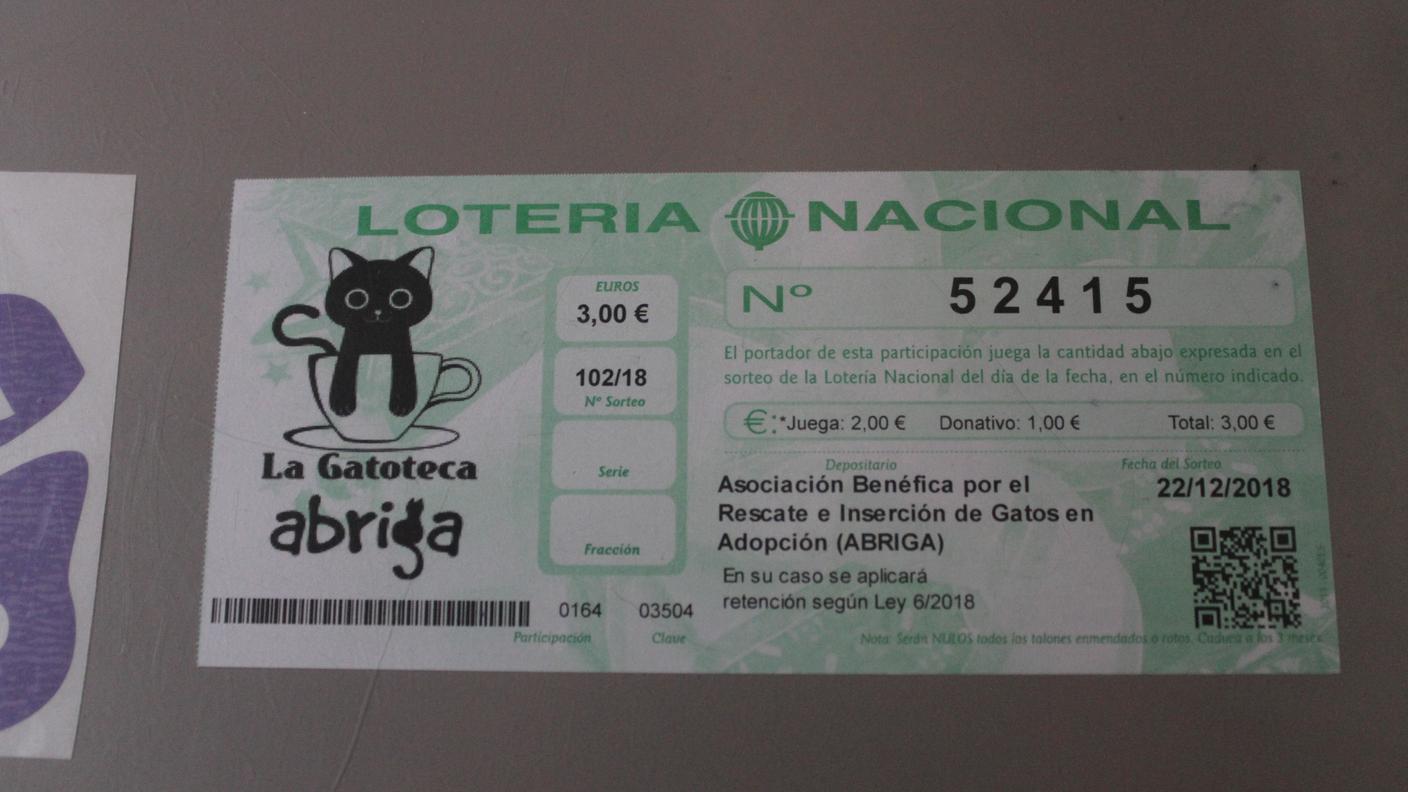 LOTERIA NACIONAL
La Gatoteca
abriga
EUROS
3,00 €
102/18
Nº Sorteo
Serie
Fracción
Nº 52415
El portador de esta participación juega la cantidad abajo expresada en el
sorteo de la Lotería Nacional del día de la fecha, en el número indicado.
€:*Juega: 2,00 € Donativo: 1,00 € Total: 3,00 €
Depositario
Asociación Benéfica por el
Rescate e Inserción de Gatos en
Adopción (ABRIGA)
Fecha del Sorteo
22/12/2018
En su caso se aplicará
retención según Ley 6/2018
0164 03504
Participación Clave
Nota: Serán NULOS todos los talones enmendados o rotos. Caduca a los 3 meses.